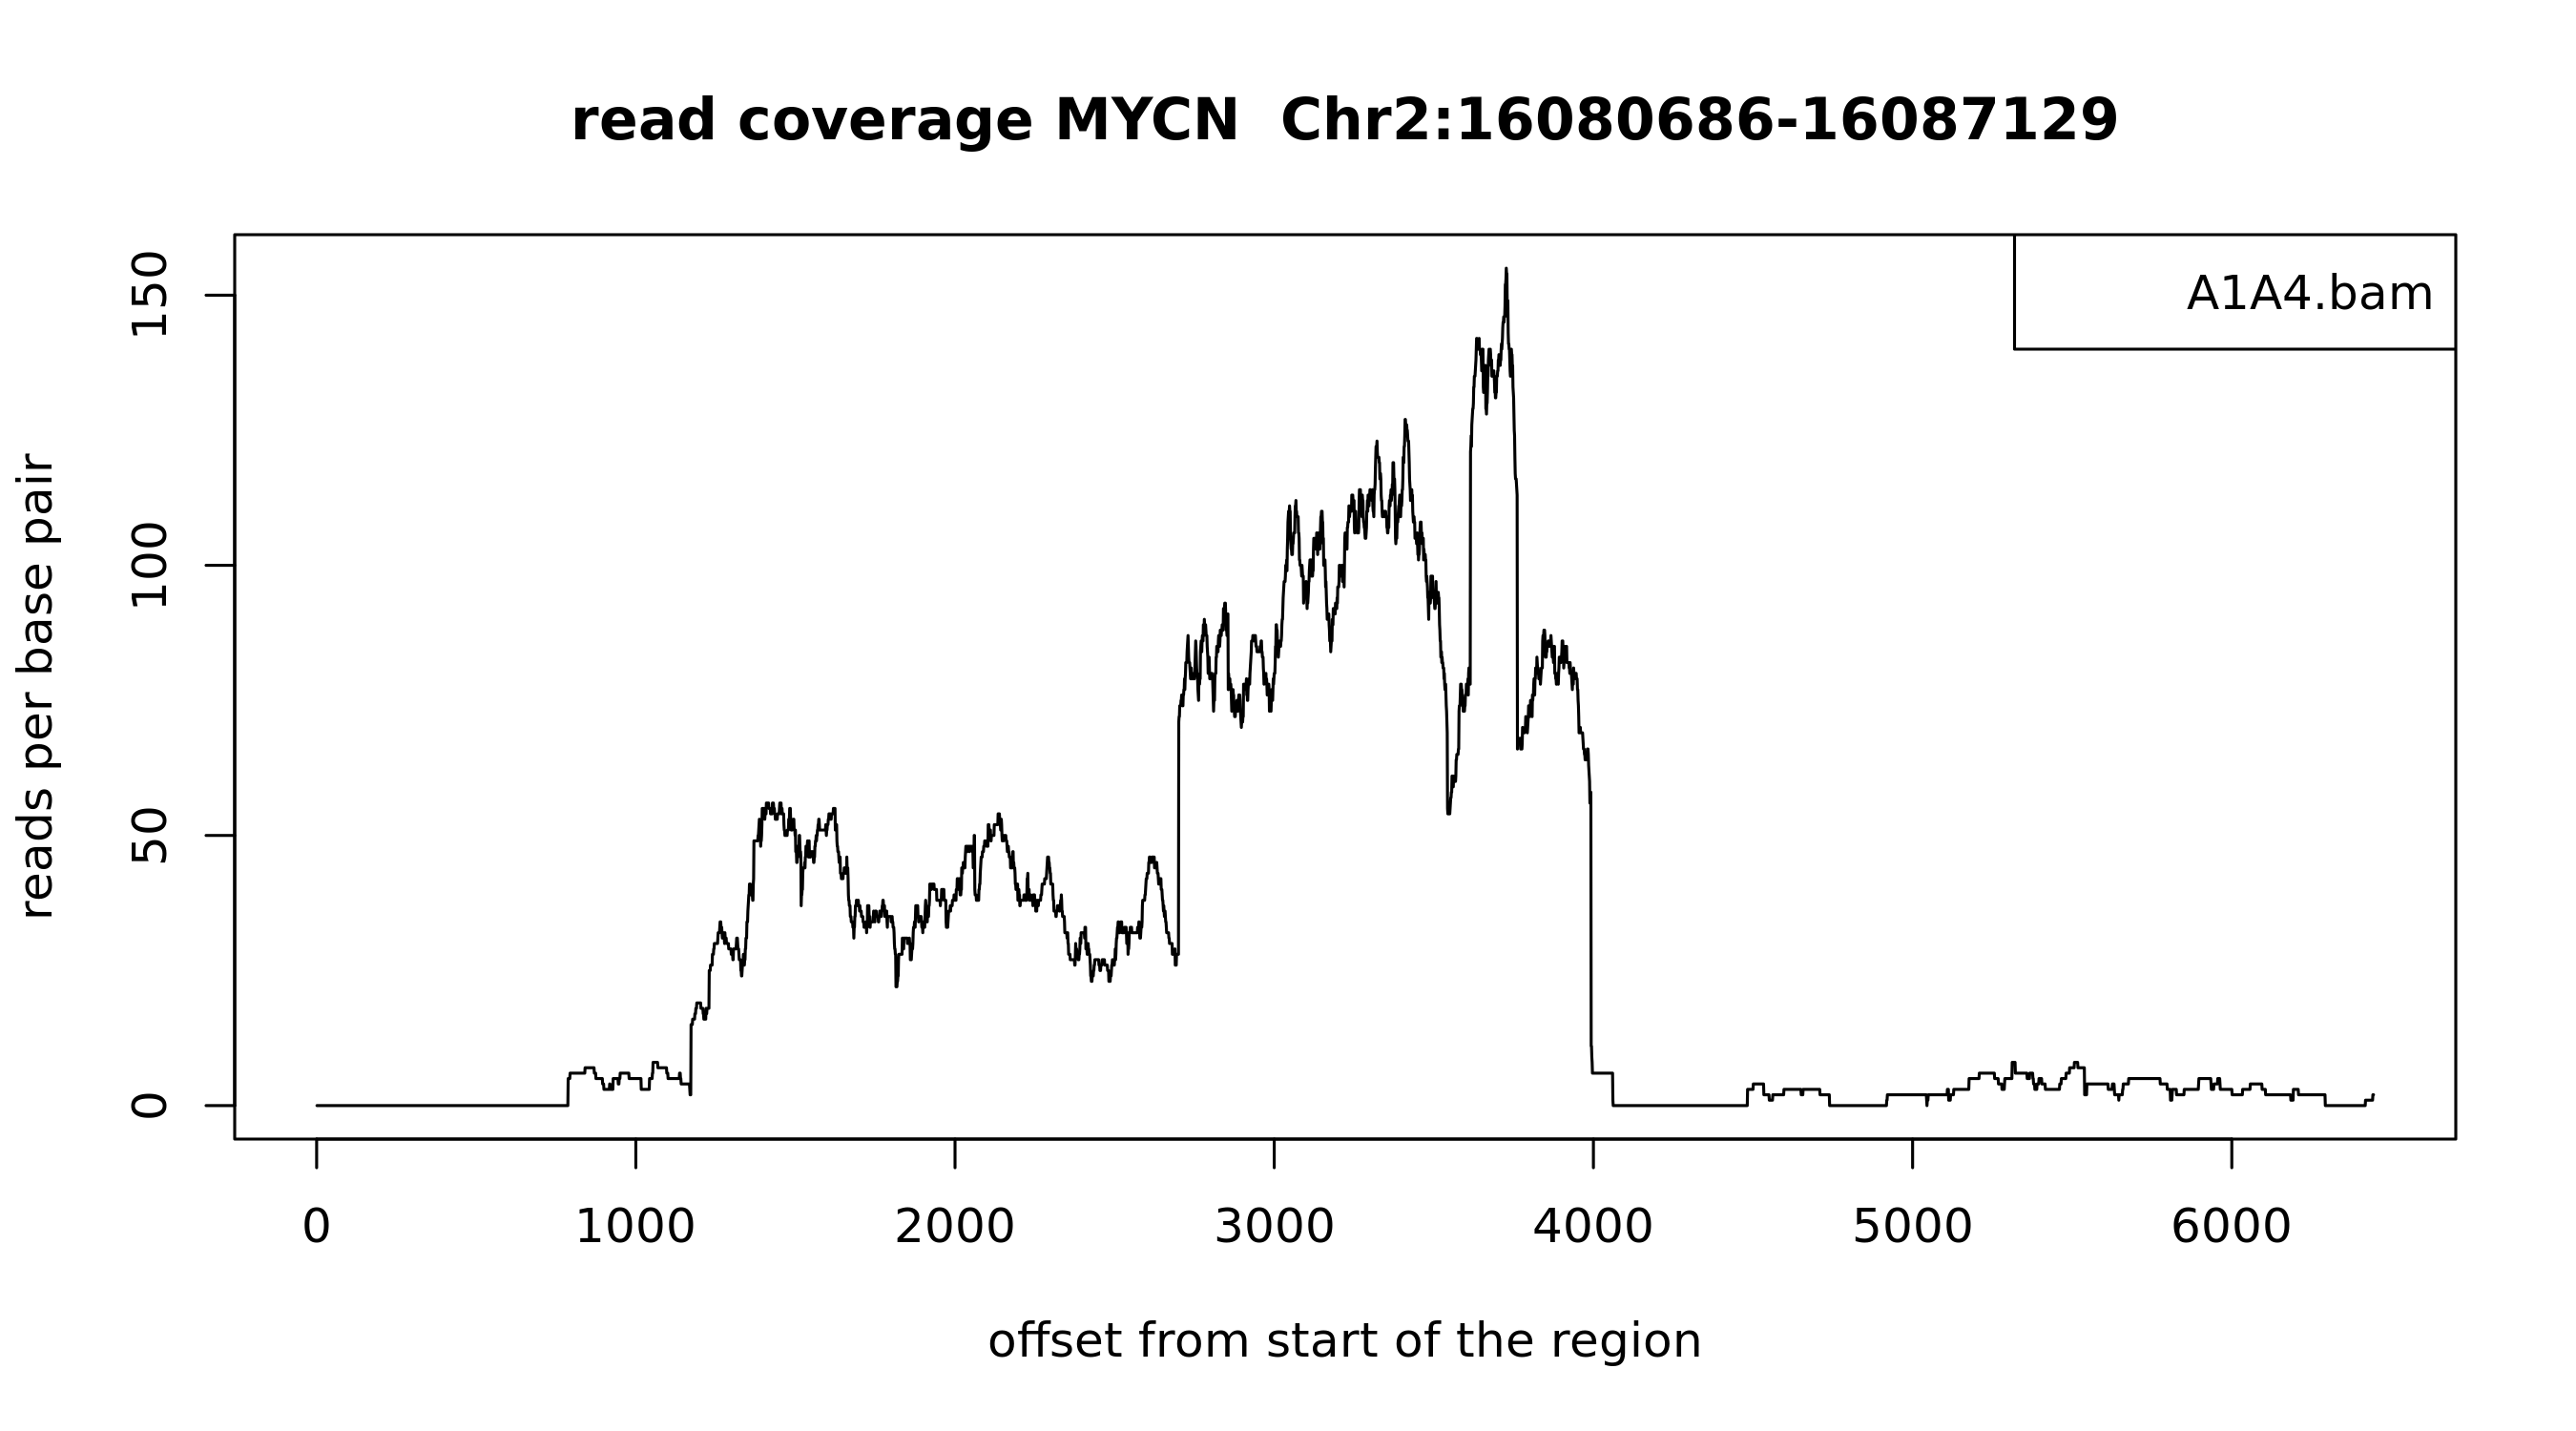 read coverage MYCN  Chr2:16080686-16087129
A1A4.bam
reads per base pair
150
100
50
0
0 1000 2000 3000 4000 5000 6000
offset from start of the region